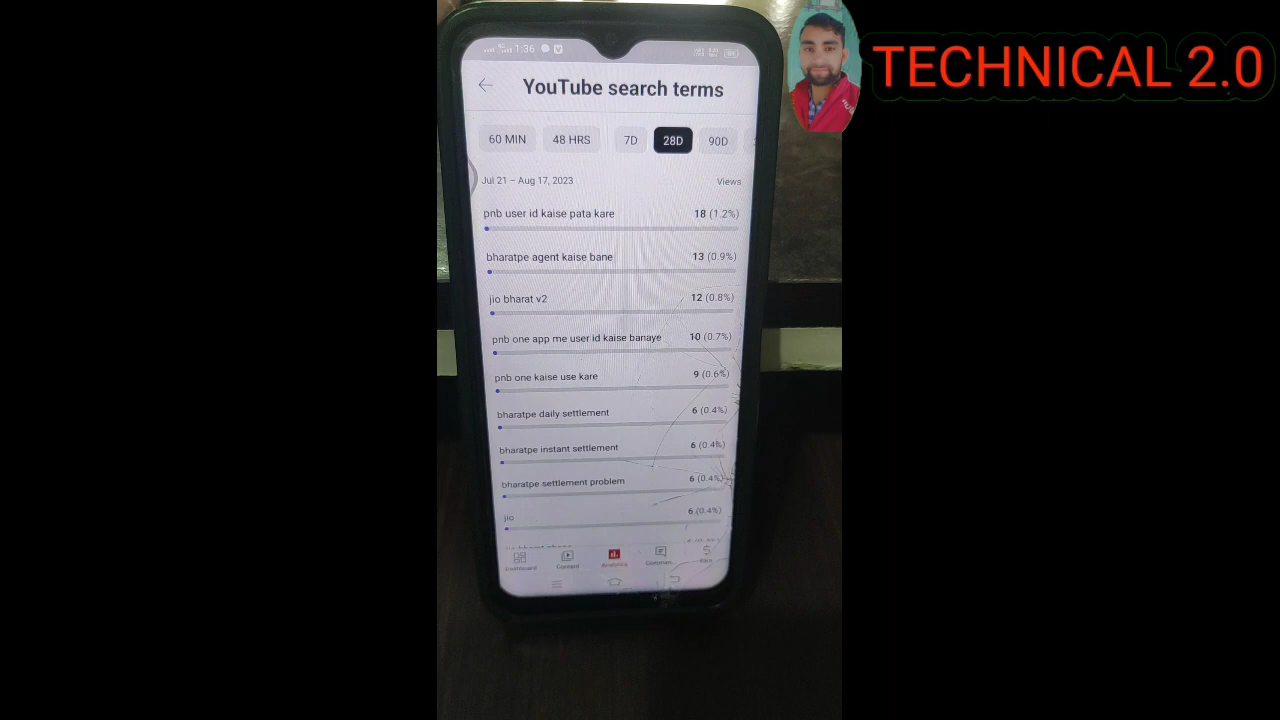 TECHNICAL 2.0
1:36
YouTube search terms
60 MIN 48 HRS 7D 28D 90D
Jul 21 – Aug 17, 2023 Views
pnb user id kaise pata kare 18 (1.2%)
bharatpe agent kaise bane 13 (0.9%)
jio bharat v2 12 (0.8%)
pnb one app me user id kaise banaye 10 (0.7%)
pnb one kaise use kare 9 (0.6%)
bharatpe daily settlement 6 (0.4%)
bharatpe instant settlement 6 (0.4%)
bharatpe settlement problem 6 (0.4%)
jio 6 (0.4%)
Dashboard Content Analytics Earn